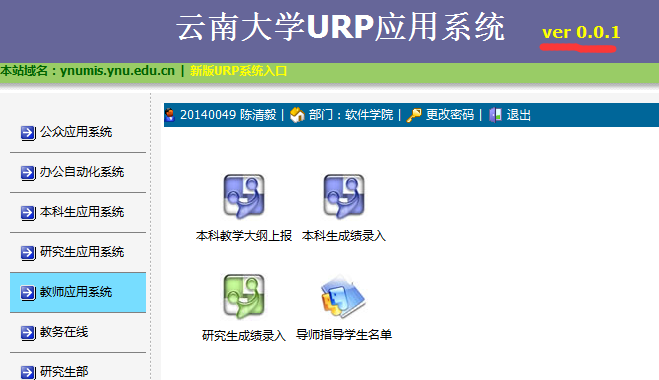 云南大学URP应用系统
ver 0.0.1
本站域名：ynumis.ynu.edu.cn | 新版URP系统入口
20140049 陈清毅 | 部门：软件学院 | 更改密码 | 退出
公众应用系统
办公自动化系统
本科生应用系统
研究生应用系统
教师应用系统
教务在线
研究生部
本科教学大纲上报
本科生成绩录入
研究生成绩录入
导师指导学生名单